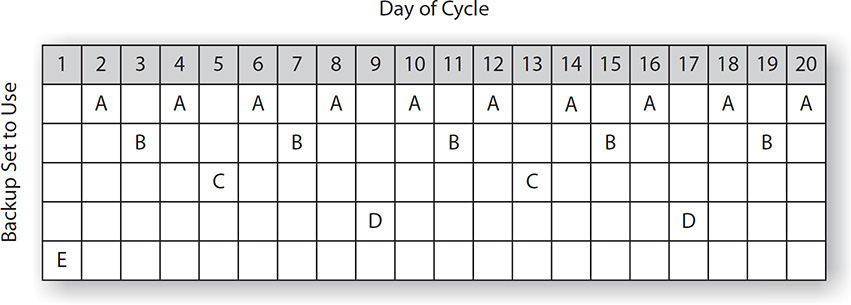 Day of Cycle
Backup Set to Use
1 2 3 4 5 6 7 8 9 10 11 12 13 14 15 16 17 18 19 20
A A A A A A A A A A
B B B B B
C C
D D
E